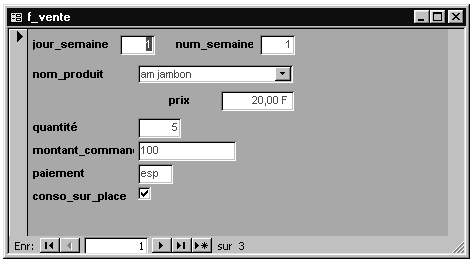 f_vente
jour_semaine 1 num_semaine 1
nom_produit am jambon
prix 20,00 F
quantité 5
montant_comman 100
paiement esp
conso_sur_place
Enr: 1 sur 3